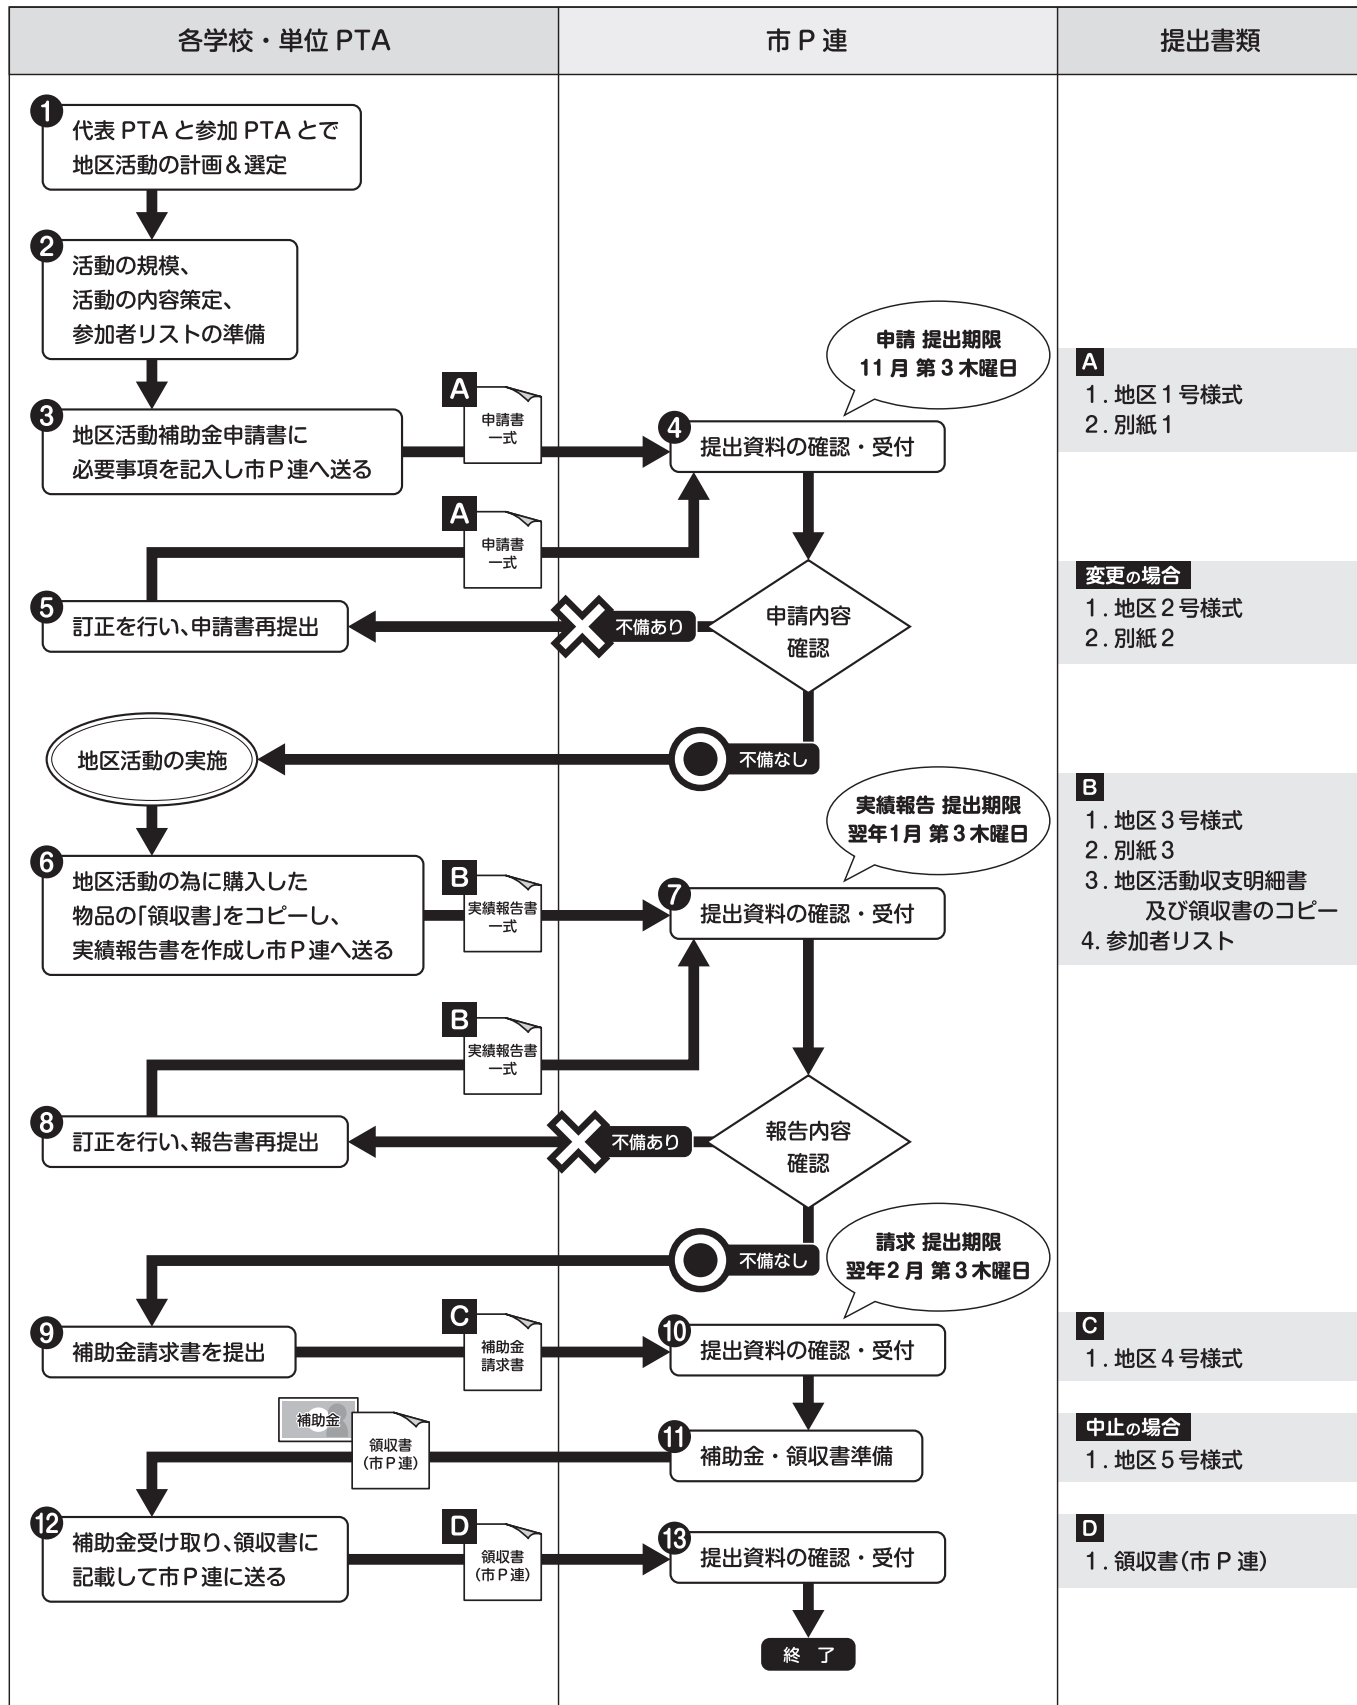 各学校・単位 PTA
市 P 連
提出書類
❶
代表 PTA と参加 PTA とで
地区活動の計画&選定
❷
活動の規模、
活動の内容策定、
参加者リストの準備
❸
地区活動補助金申請書に
必要事項を記入し市P連へ送る
A
申請書
一式
申請 提出期限
11月 第3木曜日
❹
提出資料の確認・受付
A
1. 地区1号様式
2. 別紙1
A
申請書
一式
❺
訂正を行い、申請書再提出
不備あり
申請内容
確認
変更の場合
1. 地区2号様式
2. 別紙2
地区活動の実施
不備なし
実績報告 提出期限
翌年1月 第3木曜日
B
1. 地区3号様式
2. 別紙3
3. 地区活動収支明細書
及び領収書のコピー
4. 参加者リスト
❻
地区活動の為に購入した
物品の「領収書」をコピーし、
実績報告書を作成し市P連へ送る
B
実績報告書
一式
❼
提出資料の確認・受付
B
実績報告書
一式
❽
訂正を行い、報告書再提出
不備あり
報告内容
確認
不備なし
請求 提出期限
翌年2月 第3木曜日
❾
補助金請求書を提出
C
補助金
請求書
❿
提出資料の確認・受付
C
1. 地区4号様式
補助金
領収書
(市P連)
⓫
補助金・領収書準備
中止の場合
1. 地区5号様式
⓬
補助金受け取り、領収書に
記載して市P連に送る
D
領収書
(市P連)
⓭
提出資料の確認・受付
D
1. 領収書(市P連)
終 了